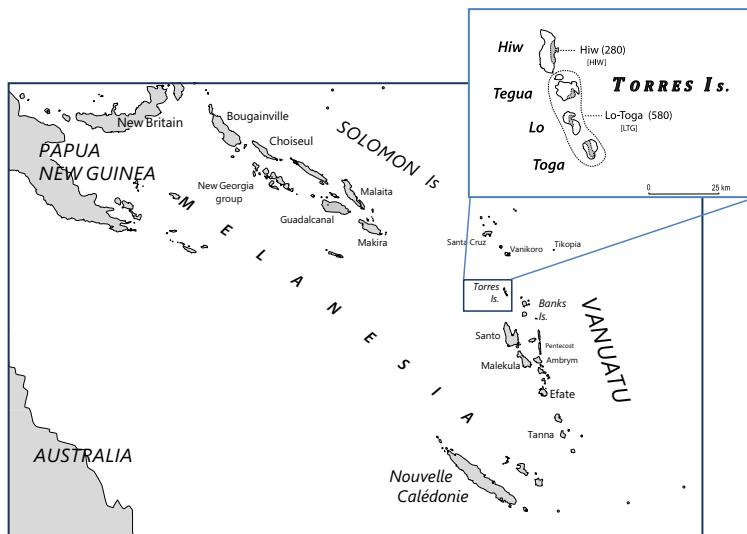 Hiw
Hiw (280)
[HIW]
TORRES Is.
Tegua
Lo-Toga (580)
[LTG]
Lo
Toga
0 25 km
New Britain
Bougainville
SOLOMON Is
Choiseul
PAPUA
NEW GUINEA
New Georgia
group
Malaita
Guadalcanal
Makira
MELANESIA
Santa Cruz
Vanikoro
Tikopia
Torres
Is.
Banks
Is.
VANUATU
Santo
Pentecost
Malekula
Ambrym
Efate
Tanna
AUSTRALIA
Nouvelle
Calédonie